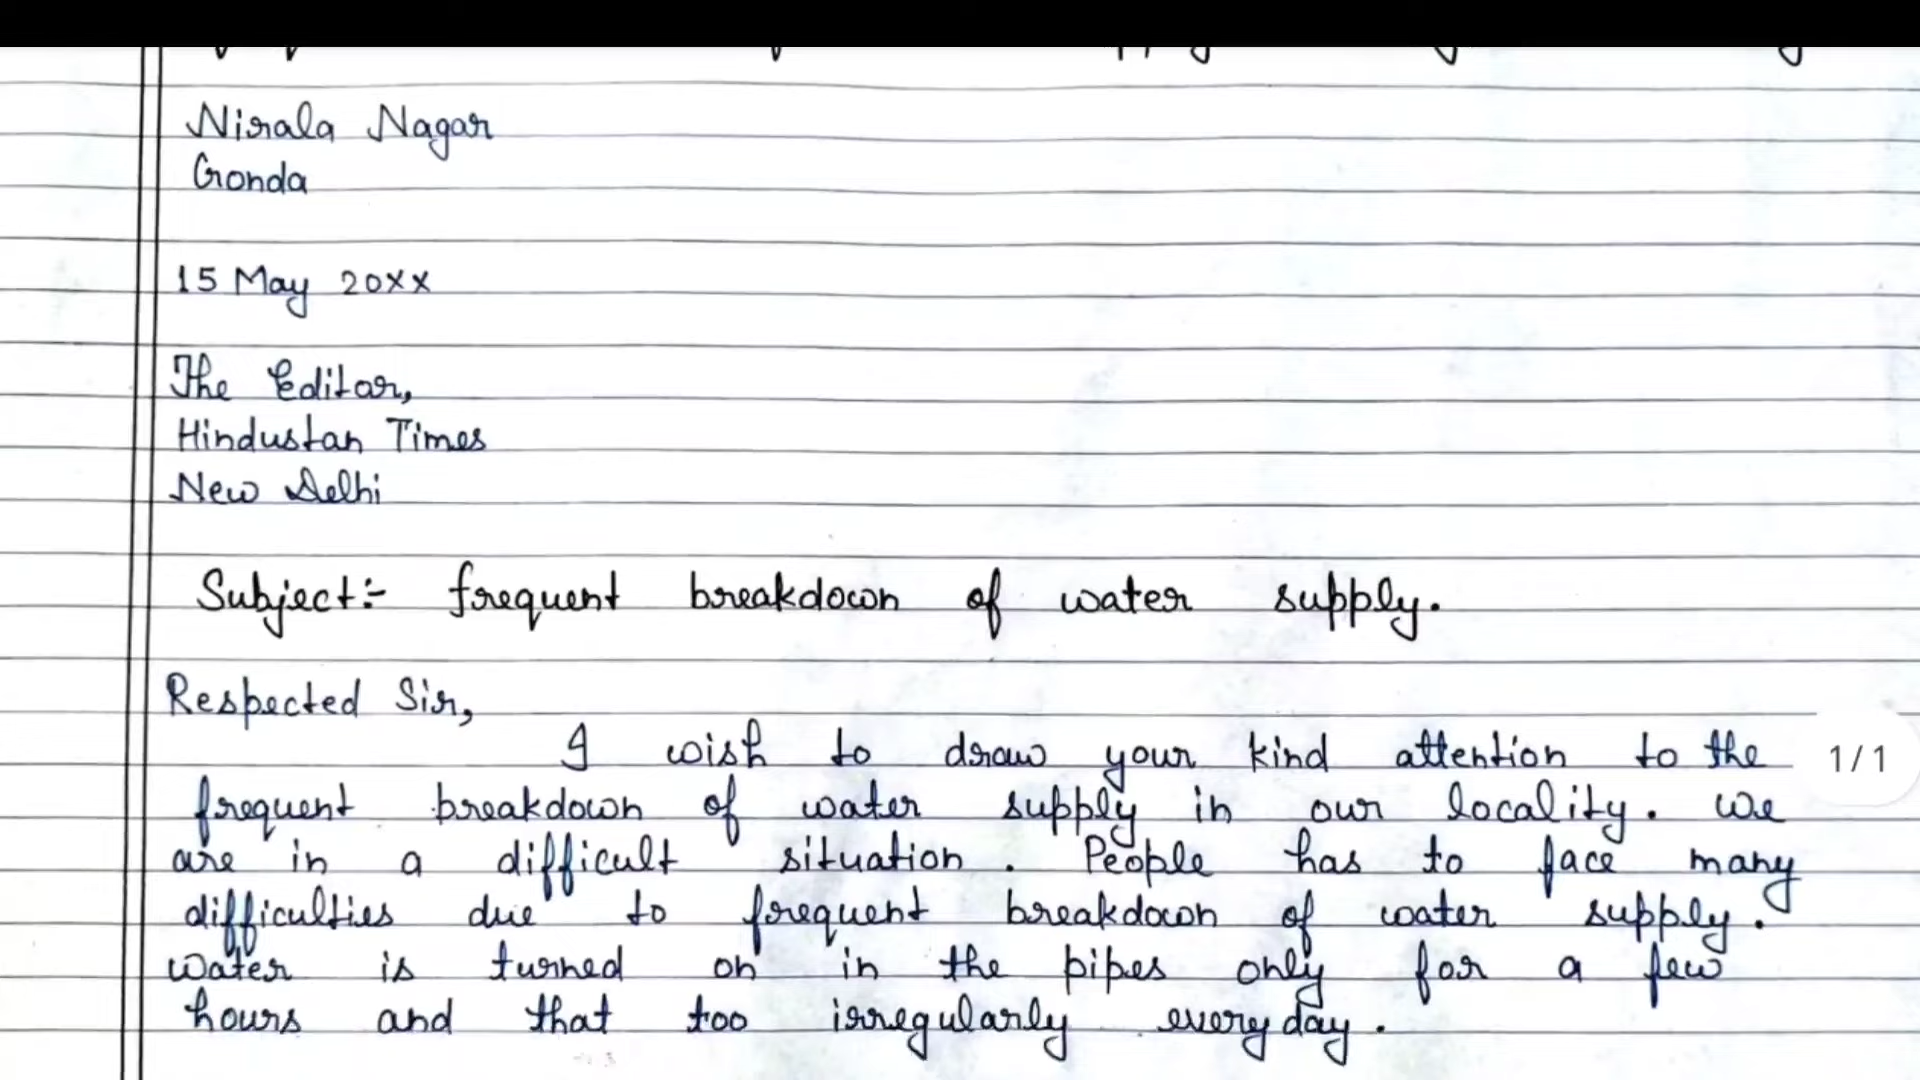 Nirala Nagar
Gonda
15 May 20xx
The Editor,
Hindustan Times
New Delhi
Subject:- frequent breakdown of water supply.
Respected Sir,
I wish to draw your kind attention to the
frequent breakdown of water supply in our locality. We
are in a difficult situation. People has to face many
difficulties due to frequent breakdown of water supply.
Water is turned on in the pipes only for a few
hours and that too irregularly everyday.
1/1